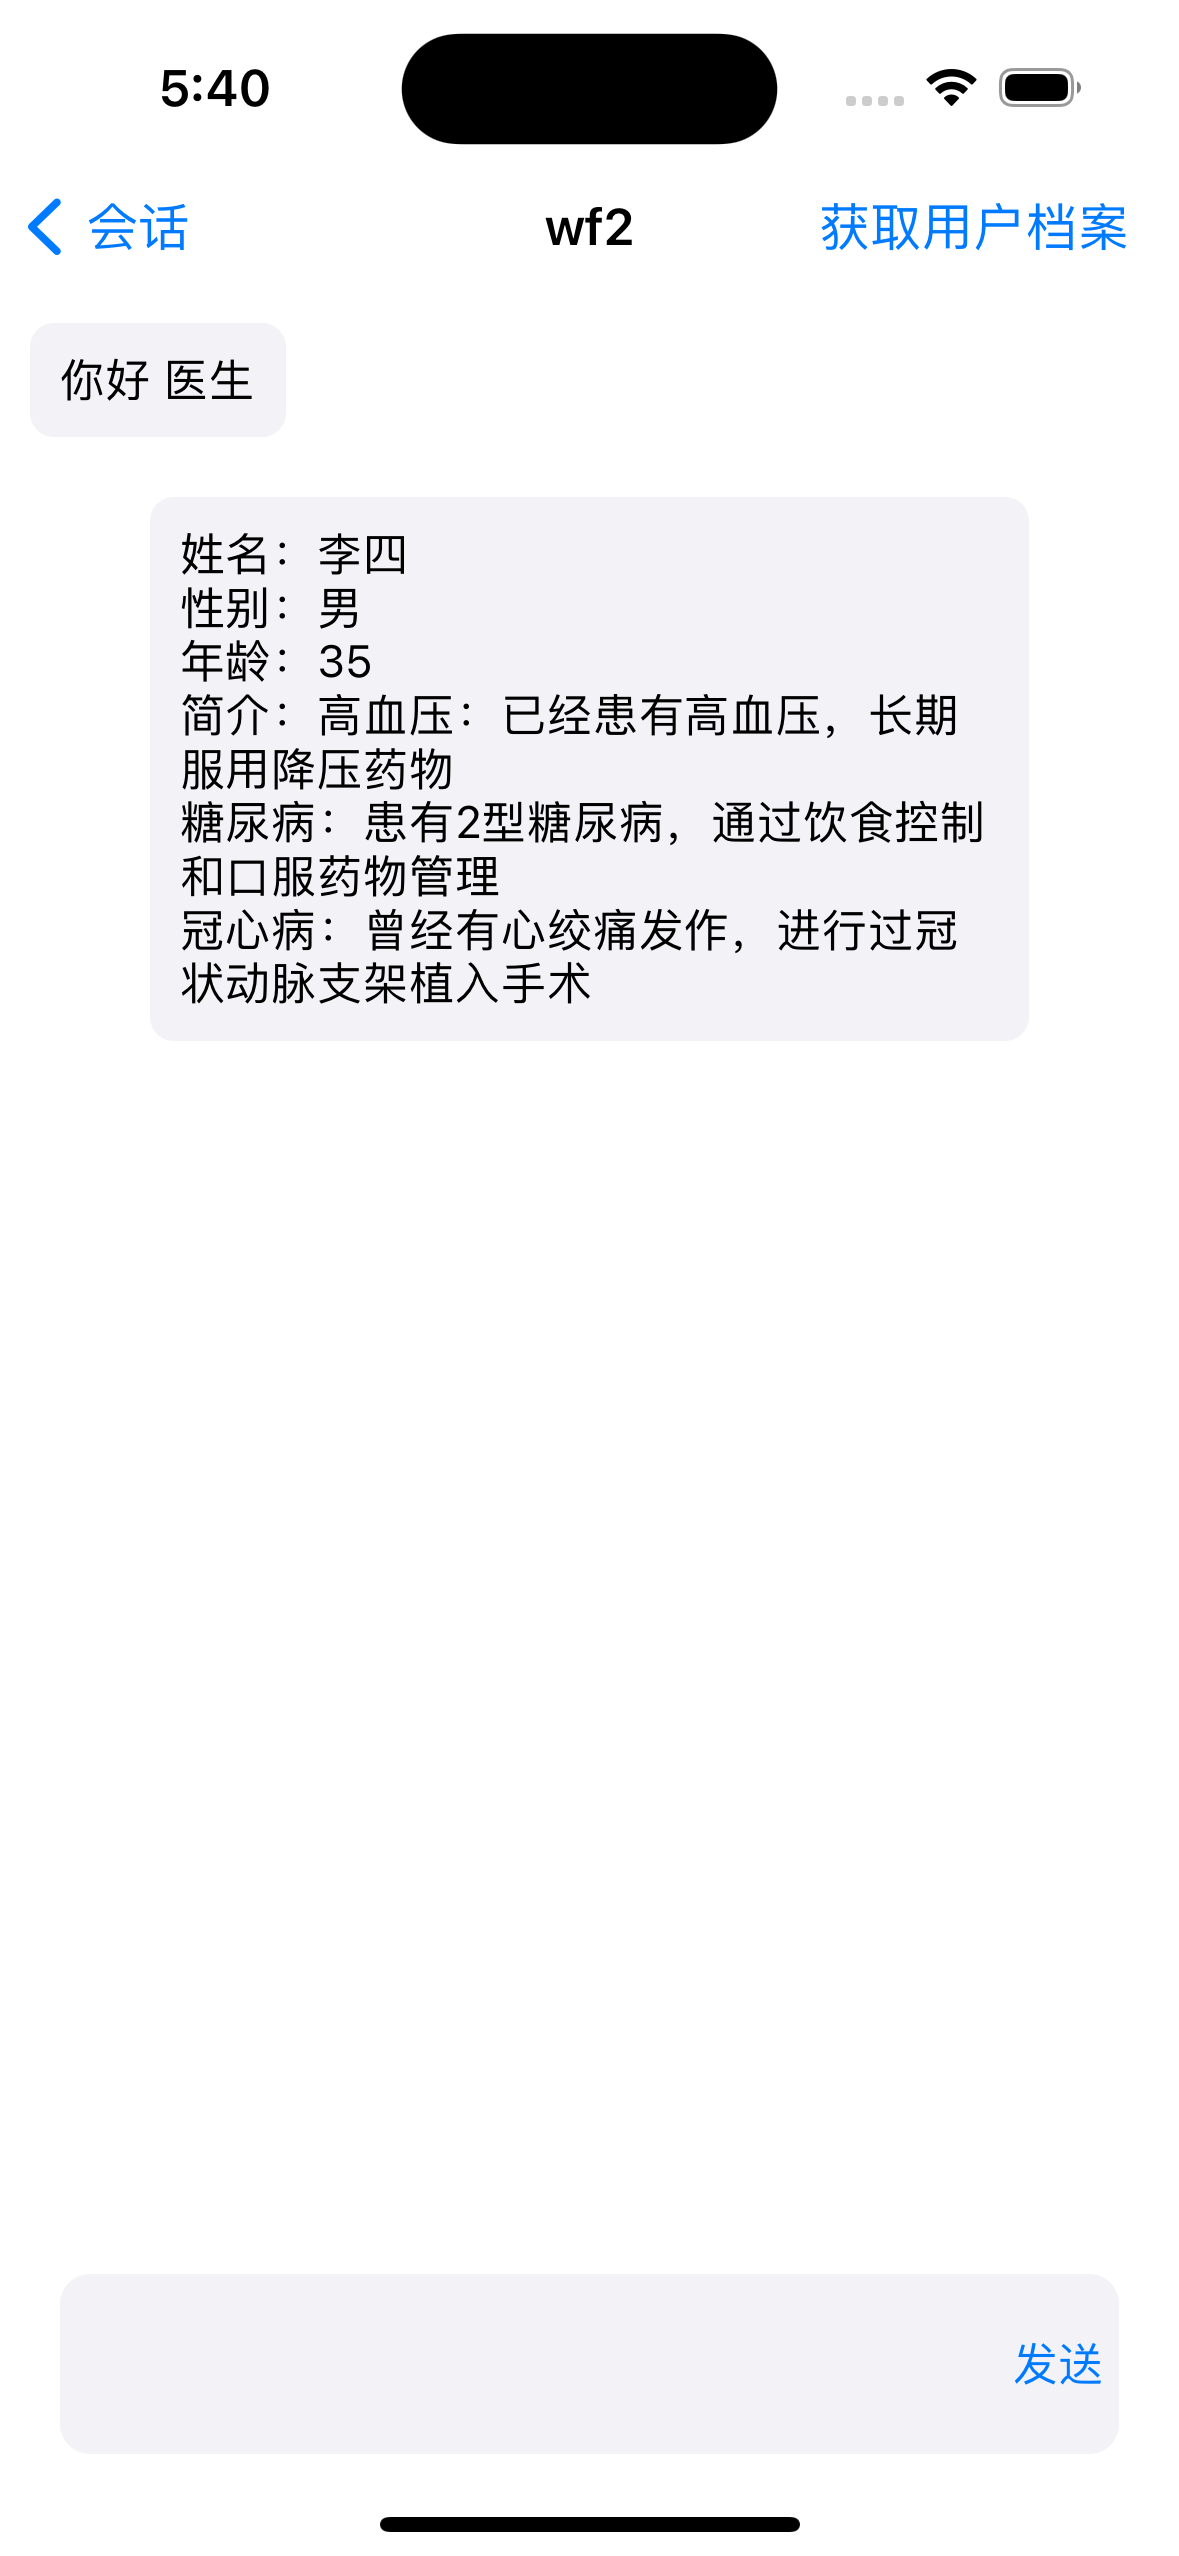 5:40
会话
wf2
获取用户档案
你好 医生
姓名：李四
性别：男
年龄：35
简介：高血压：已经患有高血压，长期
服用降压药物
糖尿病：患有2型糖尿病，通过饮食控制
和口服药物管理
冠心病：曾经有心绞痛发作，进行过冠
状动脉支架植入手术
发送